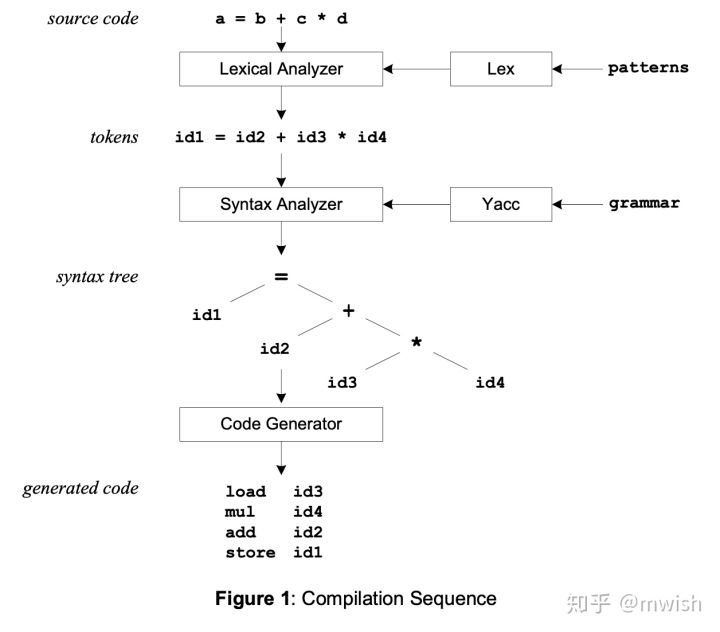 source code a = b + c * d
Lexical Analyzer Lex patterns
tokens id1 = id2 + id3 * id4
Syntax Analyzer Yacc grammar
syntax tree =
id1 +
id2 *
id3 id4
Code Generator
generated code
load id3
mul id4
add id2
store id1
Figure 1: Compilation Sequence
知乎 @mwish